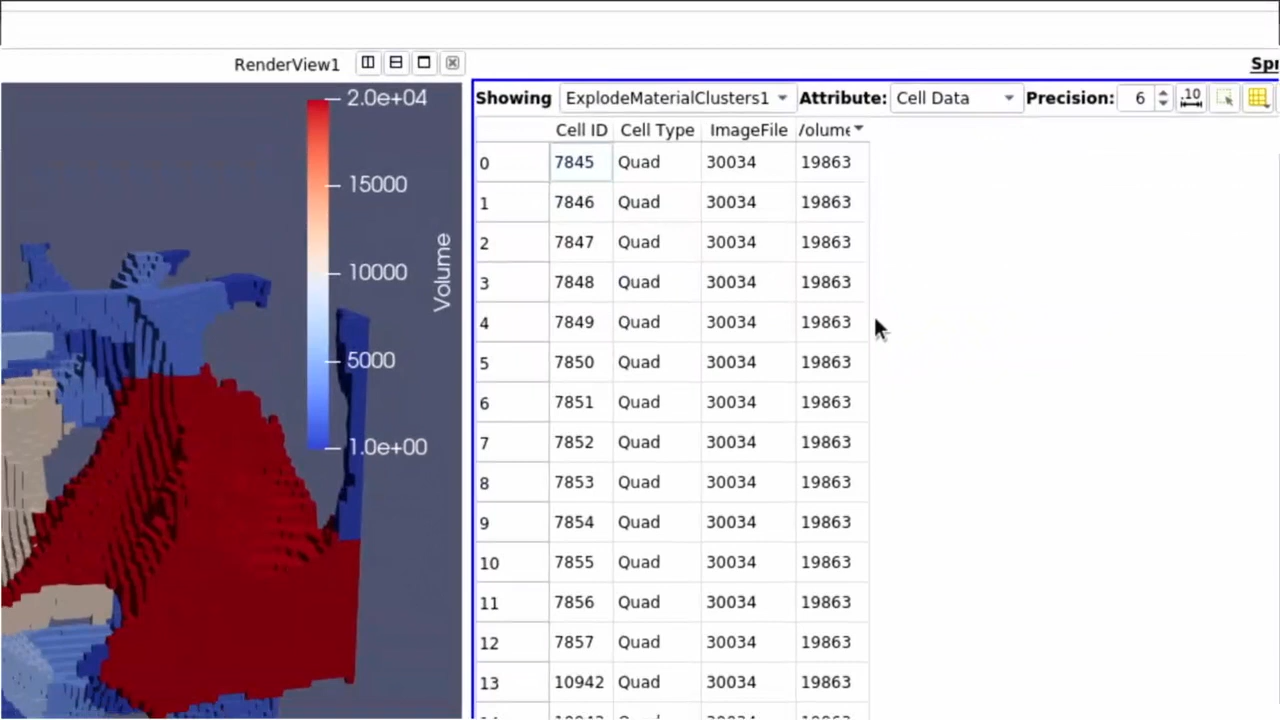 RenderView1
Spr
2.0e+04
15000
10000
5000
1.0e+00
Volume
Showing ExplodeMaterialClusters1 Attribute: Cell Data Precision: 6 .10
Cell ID Cell Type ImageFile /olume
0 7845 Quad 30034 19863
1 7846 Quad 30034 19863
2 7847 Quad 30034 19863
3 7848 Quad 30034 19863
4 7849 Quad 30034 19863
5 7850 Quad 30034 19863
6 7851 Quad 30034 19863
7 7852 Quad 30034 19863
8 7853 Quad 30034 19863
9 7854 Quad 30034 19863
10 7855 Quad 30034 19863
11 7856 Quad 30034 19863
12 7857 Quad 30034 19863
13 10942 Quad 30034 19863